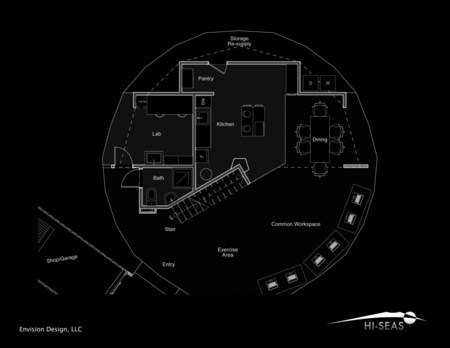 Storage
Re-supply
Pantry
Kitchen
Lab
Dining
Bath
Stair
Common Workspace
Exercise
Area
Entry
Shop/Garage
Envision Design, LLC
HI-SEAS